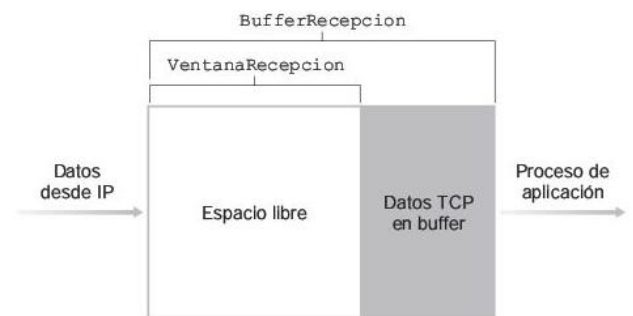 BufferRecepcion
VentanaRecepcion
Datos
desde IP
Espacio libre
Datos TCP
en buffer
Proceso de
aplicación